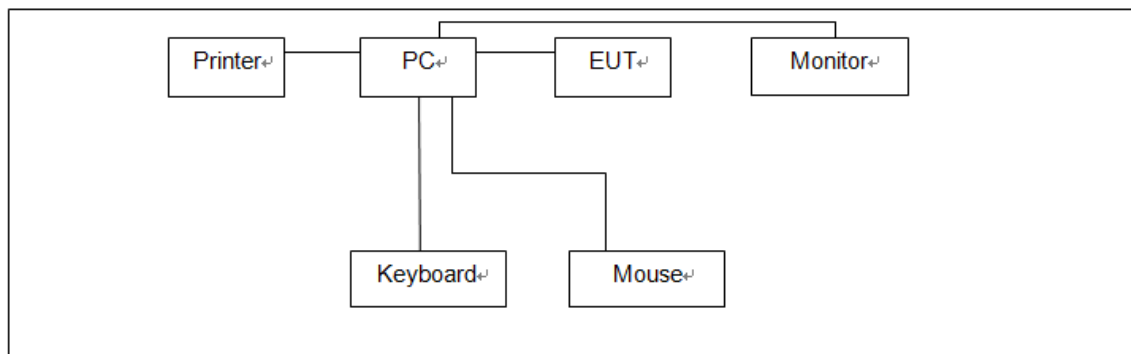 Printer
PC
EUT
Monitor
Keyboard
Mouse